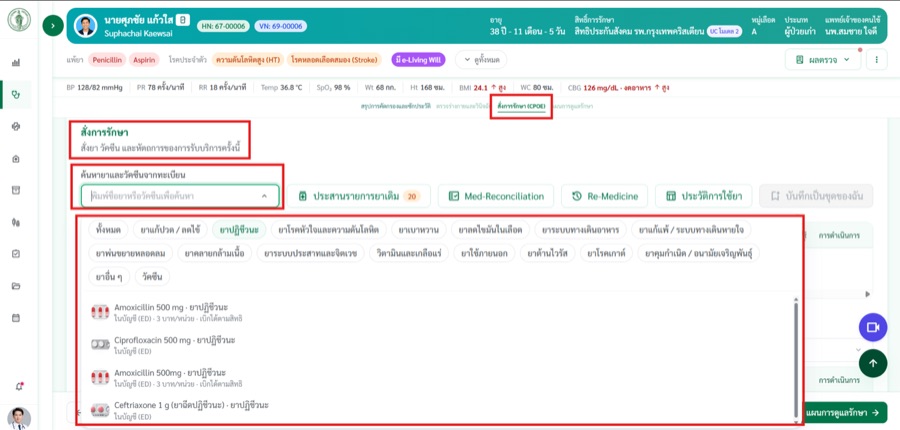 นายศุภชัย แก้วใส
Suphachai Kaewsai
HN: 67-00006
VN: 69-00006
อายุ
38 ปี - 11 เดือน - 5 วัน
สิทธิ์การรักษา
สิทธิประกันสังคม รพ.กรุงเทพคริสเตียน
UC โมเดล 2
หมู่เลือด
A
ประเภท
ผู้ป่วยเก่า
แพทย์เจ้าของคนไข้
นพ.สมชาย ใจดี
แพ้ยา Penicillin Aspirin โรคประจำตัว ความดันโลหิตสูง (HT) โรคหลอดเลือดสมอง (Stroke) มี e-Living Will ดูทั้งหมด
ผลตรวจ
BP 128/82 mmHg PR 78 ครั้ง/นาที RR 18 ครั้ง/นาที Temp 36.8 °C SpO₂ 98 % Wt 68 กก. Ht 168 ซม. BMI 24.1 ↑ สูง WC 80 ซม. CBG 126 mg/dL - งดอาหาร ↑ สูง
สั่งการรักษา (CPOE)
สั่งการรักษา
สั่งยา วัคซีน และหัตถการของการรับบริการครั้งนี้
ค้นหายาและวัคซีนจากทะเบียน
พิมพ์ชื่อยาหรือวัคซีนเพื่อค้นหา
ประสานรายการยาเดิม 20
Med-Reconciliation
Re-Medicine
ประวัติการใช้ยา
บันทึกเป็นชุดของฉัน
ทั้งหมด ยาแก้ปวด / ลดไข้ ยาปฏิชีวนะ ยาโรคหัวใจและความดันโลหิต ยาเบาหวาน ยาลดไขมันในเลือด ยาระบบทางเดินอาหาร ยาแก้แพ้ / ระบบทางเดินหายใจ
ยาพ่นขยายหลอดลม ยาคลายกล้ามเนื้อ ยาระบบประสาทและจิตเวช วิตามินและเกลือแร่ ยาใช้ภายนอก ยาต้านไวรัส ยาโรคเกาต์ ยาคุมกำเนิด / อนามัยเจริญพันธุ์
ยาอื่น ๆ วัคซีน
การดำเนินการ
Amoxicillin 500 mg - ยาปฏิชีวนะ
ในบัญชี (ED) - 3 บาท/หน่วย - เบิกได้ตามสิทธิ
Ciprofloxacin 500 mg - ยาปฏิชีวนะ
ในบัญชี (ED)
Amoxicillin 500mg - ยาปฏิชีวนะ
ในบัญชี (ED) - 3 บาท/หน่วย - เบิกได้ตามสิทธิ
Ceftriaxone 1 g (ยาฉีดปฏิชีวนะ) - ยาปฏิชีวนะ
ในบัญชี (ED)
การดำเนินการ
แผนการดูแลรักษา →